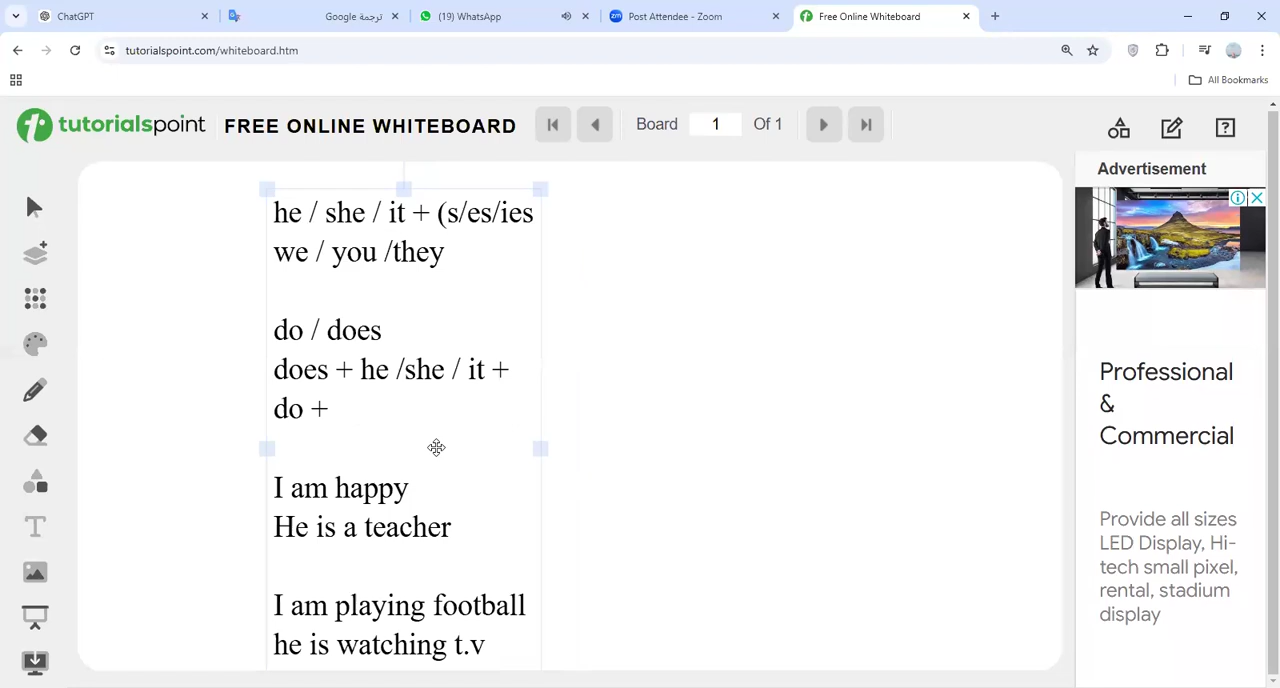 ChatGPT
ترجمة Google
(19) WhatsApp
Post Attendee - Zoom
Free Online Whiteboard
tutorialspoint.com/whiteboard.htm
All Bookmarks
tutorialspoint FREE ONLINE WHITEBOARD
Board 1 Of 1
Advertisement
he / she / it + (s/es/ies
we / you /they
do / does
does + he /she / it +
do +
I am happy
He is a teacher
I am playing football
he is watching t.v
Professional
&
Commercial
Provide all sizes
LED Display, Hi-
tech small pixel,
rental, stadium
display